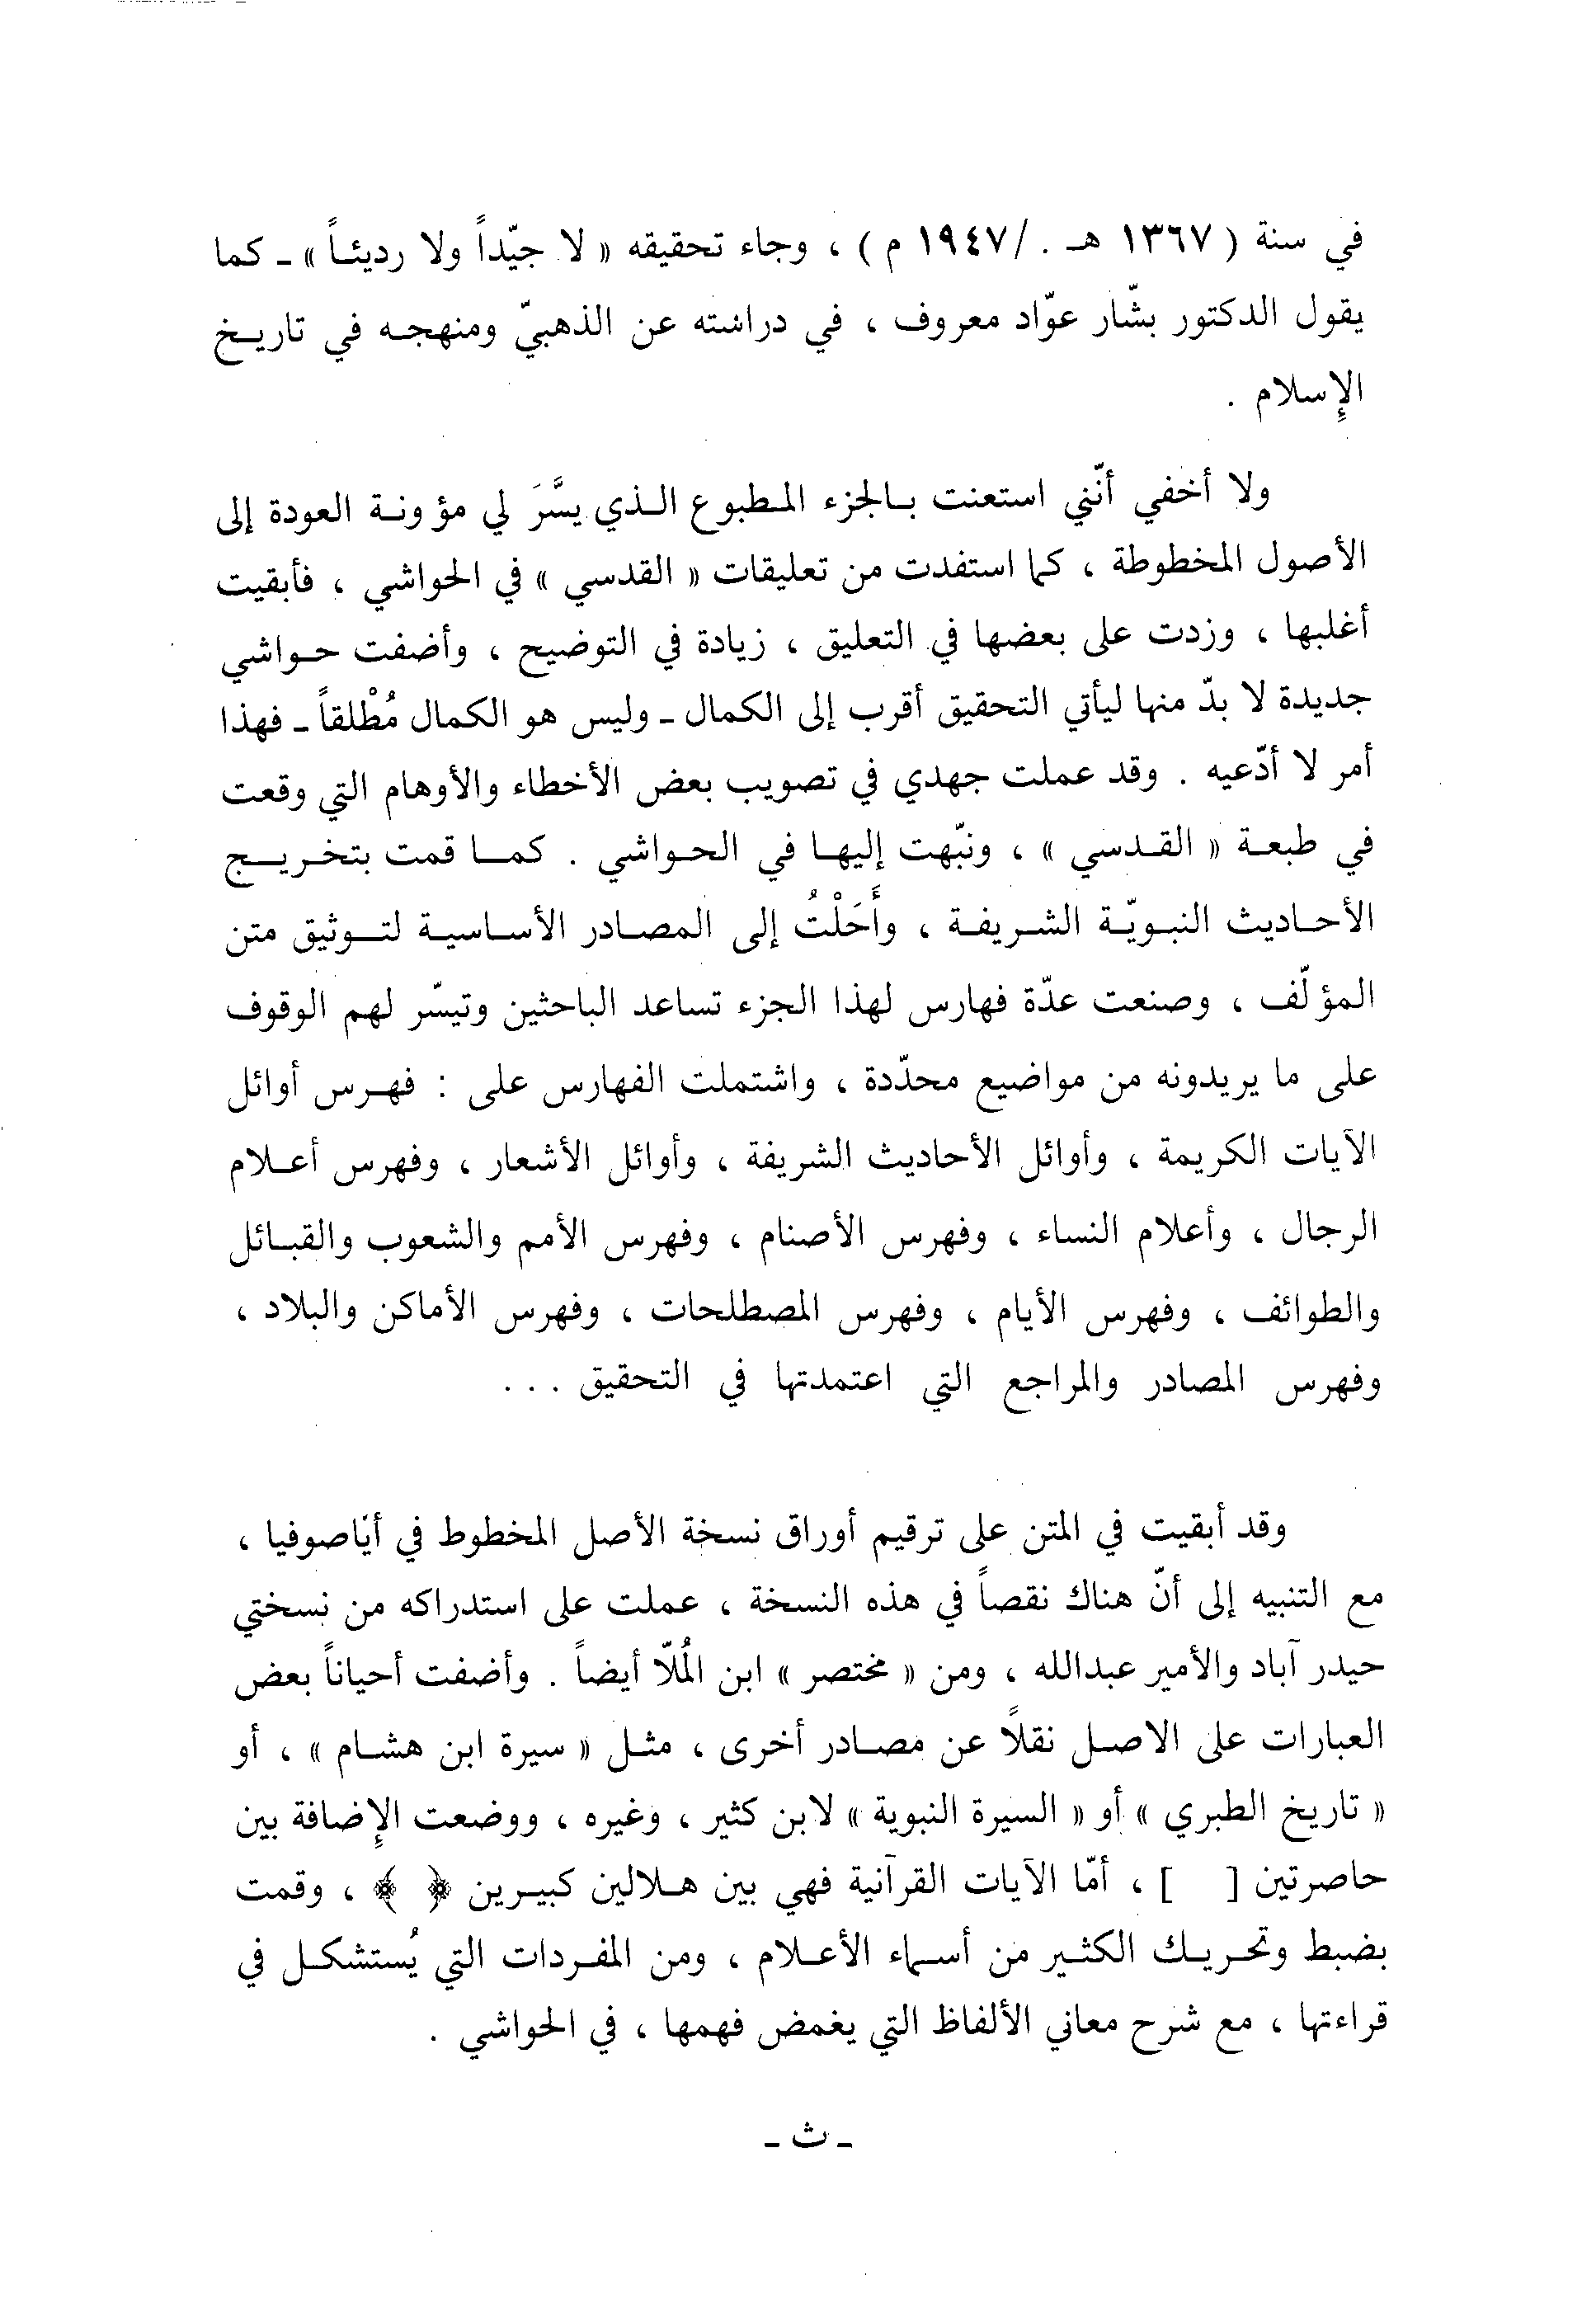 في سنة ( ١٣٦٧ هـ . /١٩٤٧ م ) ، وجاء تحقيقه « لا جيّداً ولا رديئاً » ـ كما
يقول الدكتور بشّار عوّاد معروف ، في دراسته عن الذهبيّ ومنهجه في تاريخ
الإِسلام .
ولا أخفي أنّني استعنت بالجزء المطبوع الذي يسَّرَ لي مؤونة العودة إلى
الأصول المخطوطة ، كما استفدت من تعليقات « القدسي » في الحواشي ، فأبقيت
أغلبها ، وزدت على بعضها في التعليق ، زيادة في التوضيح ، وأضفت حواشي
جديدة لا بدّ منها ليأتي التحقيق أقرب إلى الكمال ـ وليس هو الكمال مُطْلقاً ـ فهذا
أمر لا أدّعيه . وقد عملت جهدي في تصويب بعض الأخطاء والأوهام التي وقعت
في طبعة « القدسي » ، ونبّهت إليها في الحواشي . كما قمت بتخريج
الأحاديث النبويّة الشريفة ، وأَحَلْتُ إلى المصادر الأساسية لتوثيق متن
المؤلّف ، وصنعت عدّة فهارس لهذا الجزء تساعد الباحثين وتيسّر لهم الوقوف
على ما يريدونه من مواضيع محدّدة ، واشتملت الفهارس على : فهرس أوائل
الآيات الكريمة ، وأوائل الأحاديث الشريفة ، وأوائل الأشعار ، وفهرس أعلام
الرجال ، وأعلام النساء ، وفهرس الأصنام ، وفهرس الأمم والشعوب والقبائل
والطوائف ، وفهرس الأيام ، وفهرس المصطلحات ، وفهرس الأماكن والبلاد ،
وفهرس المصادر والمراجع التي اعتمدتها في التحقيق . . .
وقد أبقيت في المتن على ترقيم أوراق نسخة الأصل المخطوط في أياصوفيا ،
مع التنبيه إلى أنّ هناك نقصاً في هذه النسخة ، عملت على استدراكه من نسختي
حيدر آباد والأمير عبدالله ، ومن « مختصر » ابن المُلّا أيضاً . وأضفت أحياناً بعض
العبارات على الاصل نقلاً عن مصادر أخرى ، مثل « سيرة ابن هشام » ، أو
« تاريخ الطبري » أو « السيرة النبوية » لابن كثير ، وغيره ، ووضعت الإِضافة بين
حاصرتين [ ] ، أمّا الآيات القرآنية فهي بين هلالين كبيرين ﴿ ﴾ ، وقمت
بضبط وتحريك الكثير من أسماء الأعلام ، ومن المفردات التي يُستشكل في
قراءتها ، مع شرح معاني الألفاظ التي يغمض فهمها ، في الحواشي .
ـ ث ـ